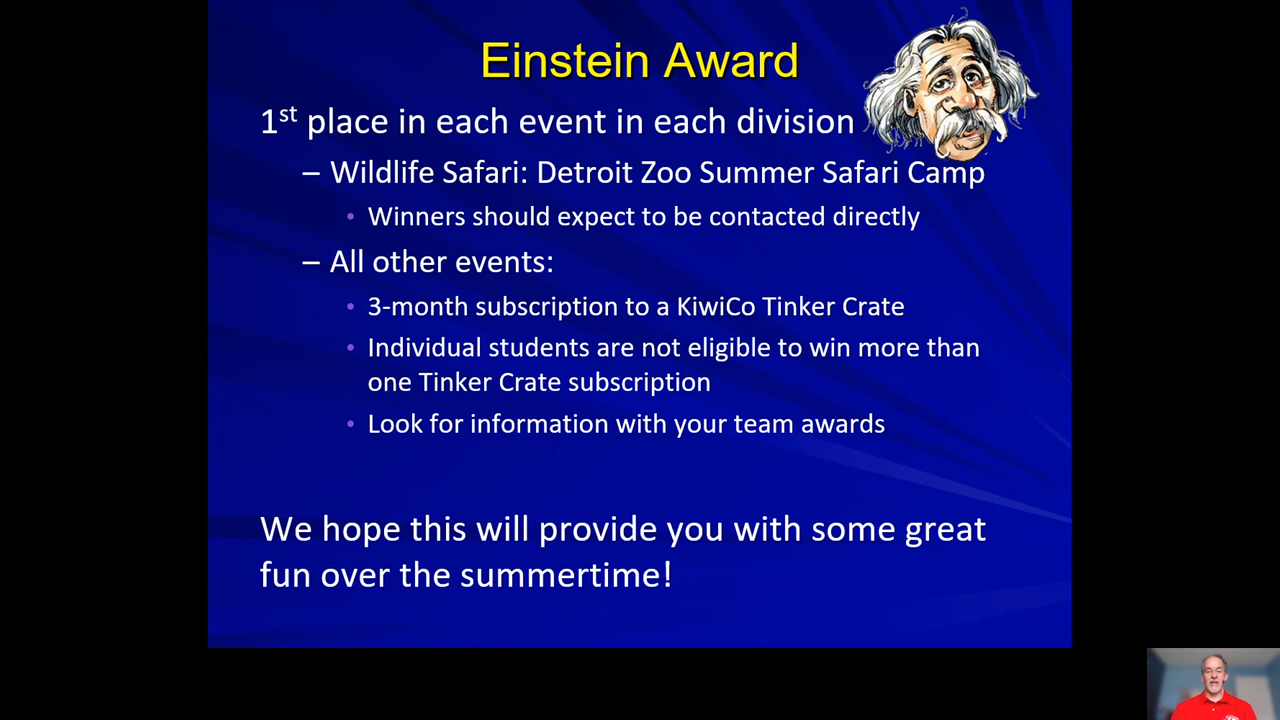 Einstein Award
1st place in each event in each division
– Wildlife Safari: Detroit Zoo Summer Safari Camp
• Winners should expect to be contacted directly
– All other events:
• 3-month subscription to a KiwiCo Tinker Crate
• Individual students are not eligible to win more than
one Tinker Crate subscription
• Look for information with your team awards
We hope this will provide you with some great
fun over the summertime!